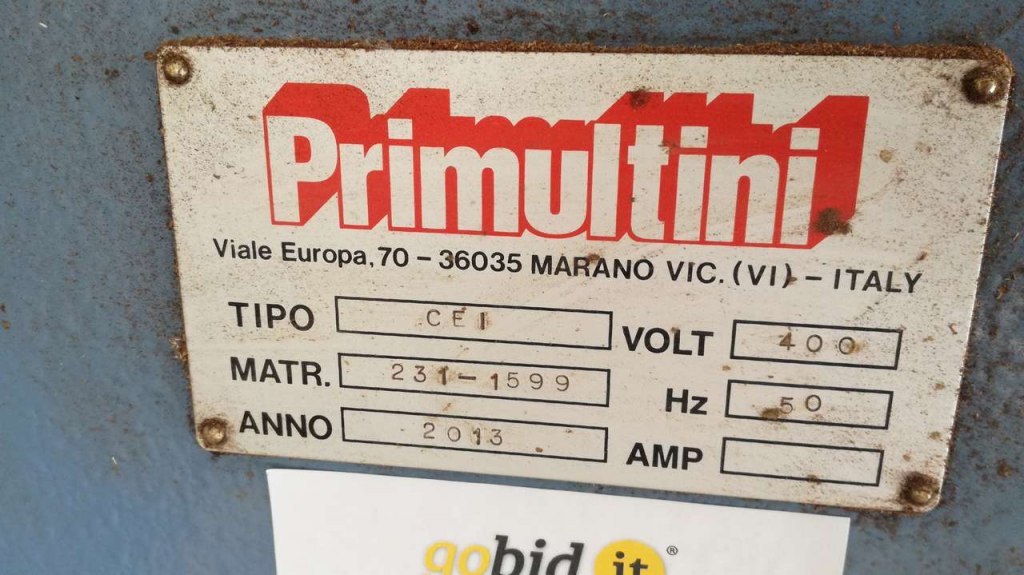 Primultini
Viale Europa, 70 - 36035 MARANO VIC. (VI) - ITALY
TIPO CEI VOLT 400
MATR. 231-1599 Hz 50
ANNO 2013 AMP
gobid it®